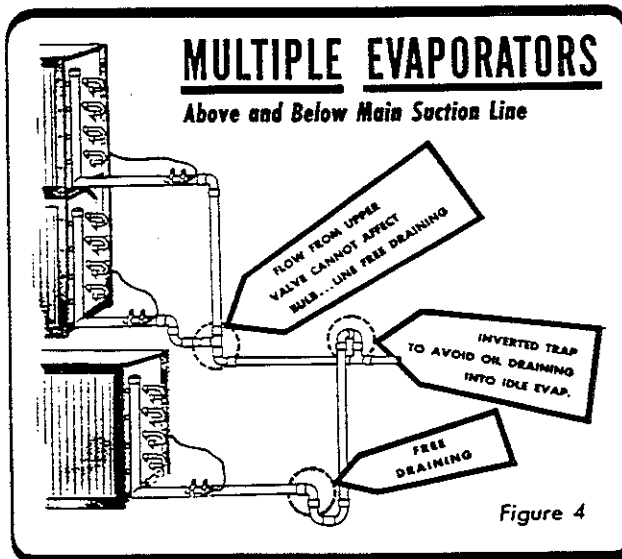 MULTIPLE EVAPORATORS
Above and Below Main Suction Line
FLOW FROM UPPER
VALVE CANNOT AFFECT
BULB...LINE FREE DRAINING
INVERTED TRAP
TO AVOID OIL DRAINING
INTO IDLE EVAP.
FREE
DRAINING
Figure 4